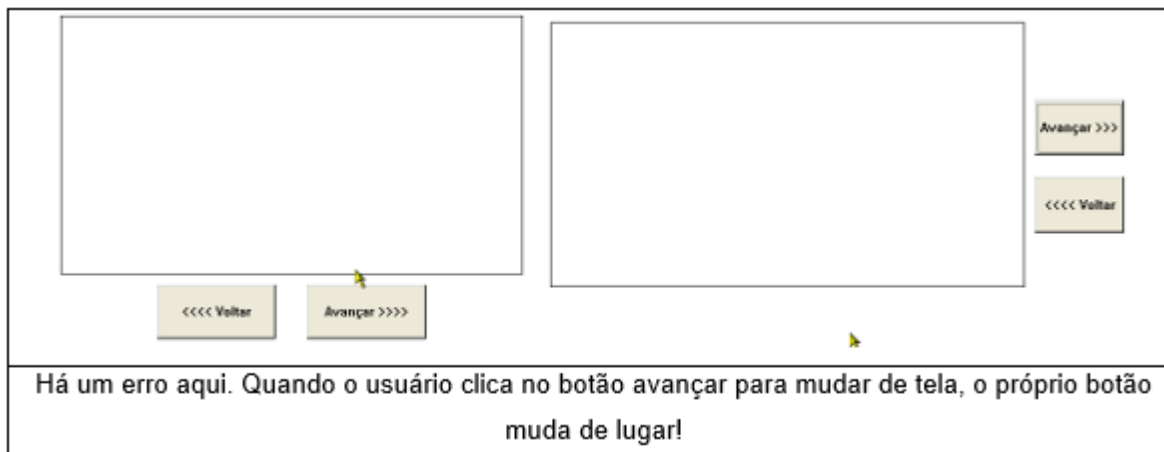 <<<< Voltar
Avançar >>>>
Avançar >>>
<<<< Voltar
Há um erro aqui. Quando o usuário clica no botão avançar para mudar de tela, o próprio botão
muda de lugar!